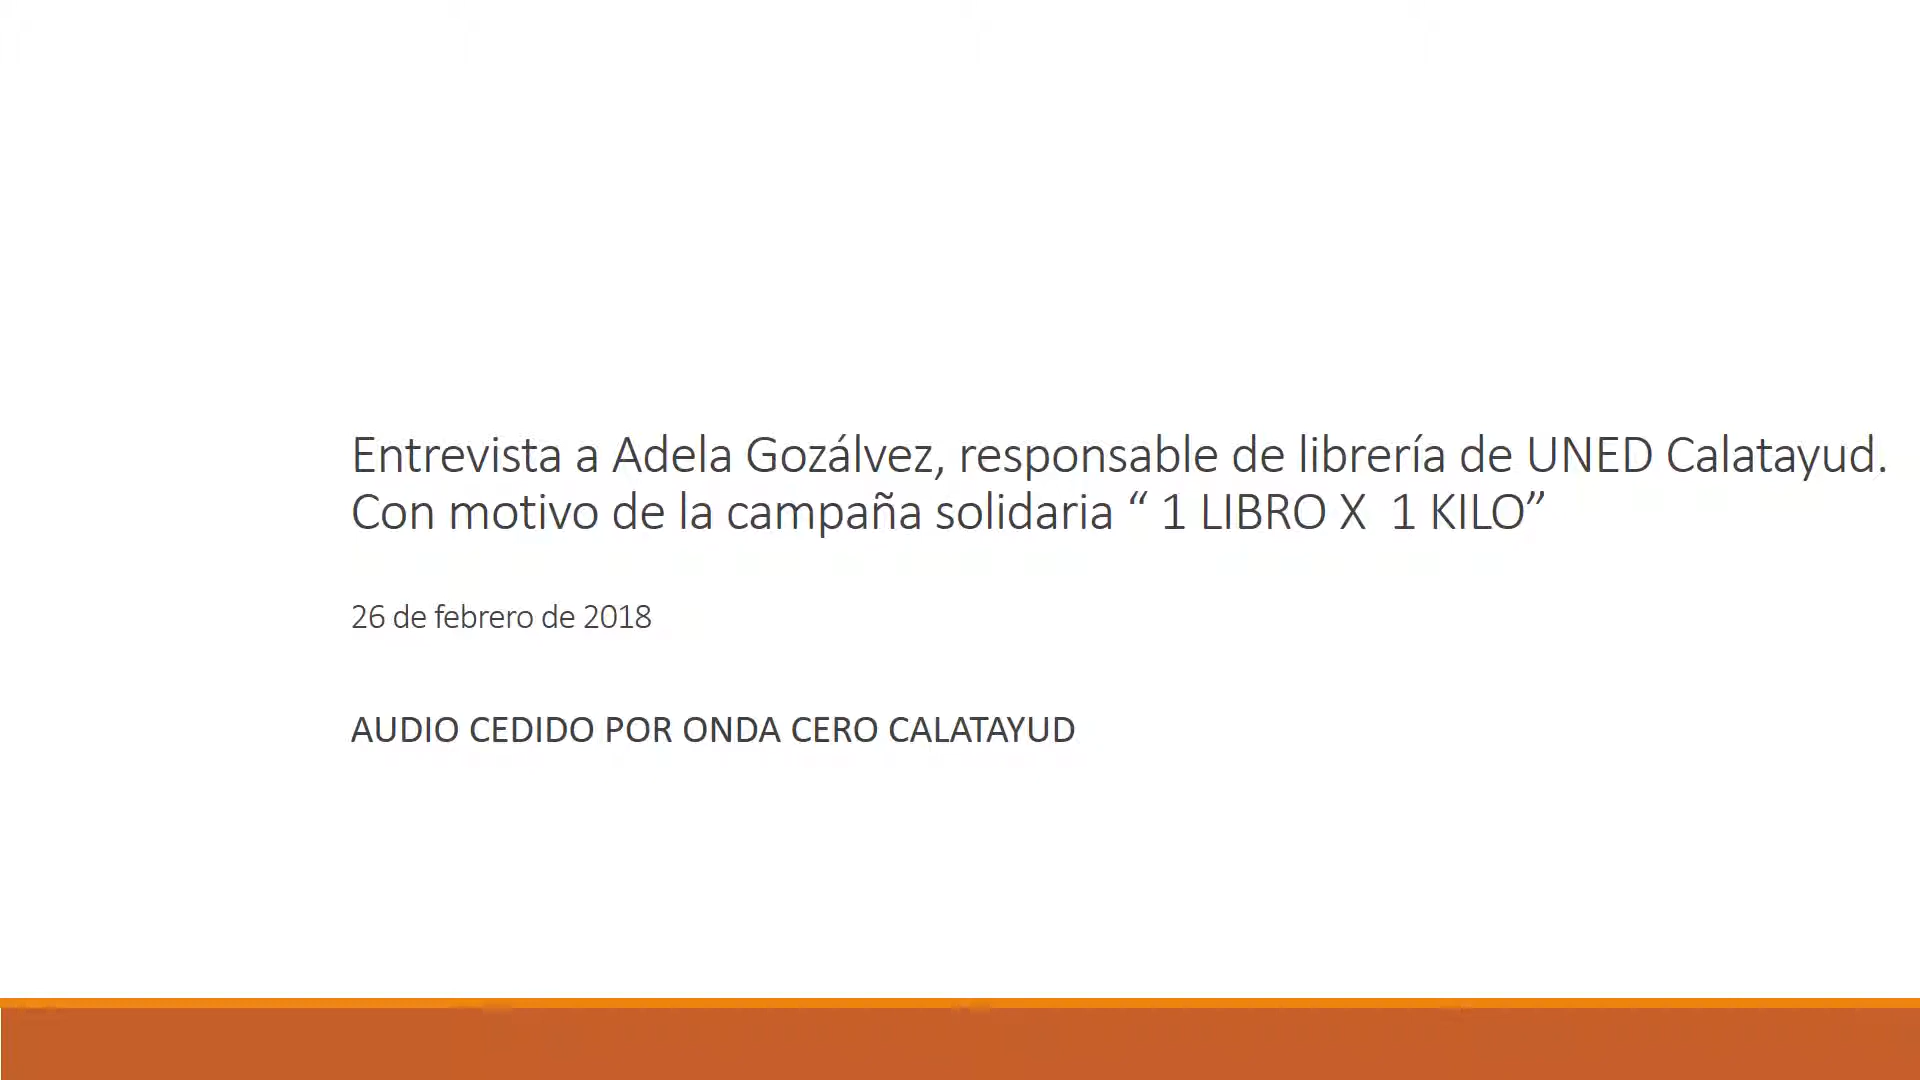 Entrevista a Adela Gozálvez, responsable de librería de UNED Calatayud.
Con motivo de la campaña solidaria “ 1 LIBRO X  1 KILO”
26 de febrero de 2018
AUDIO CEDIDO POR ONDA CERO CALATAYUD